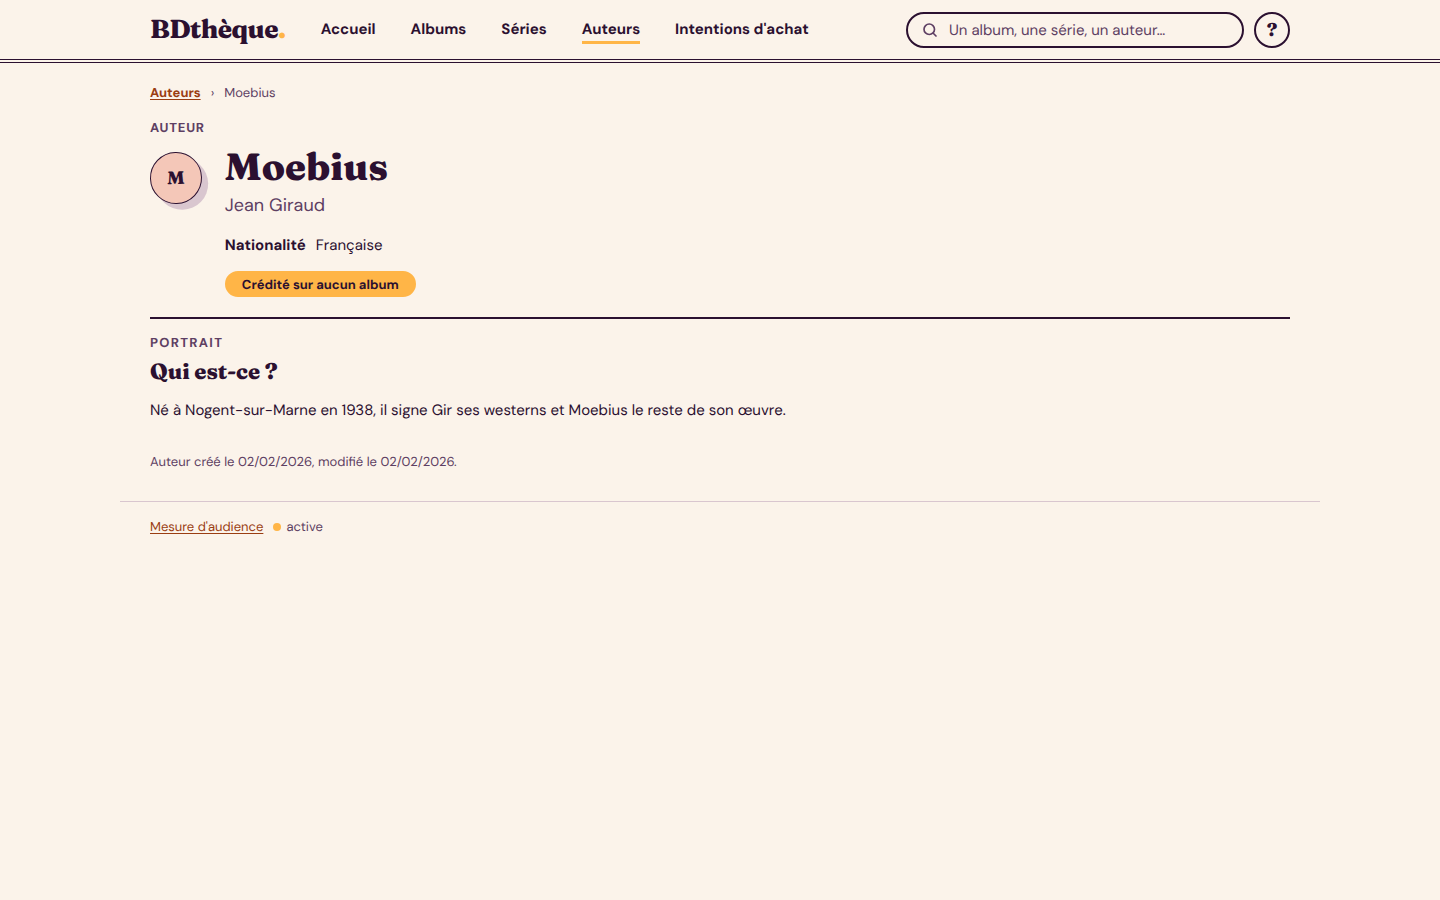 BDthèque. Accueil Albums Séries Auteurs Intentions d'achat Un album, une série, un auteur... ?
Auteurs › Moebius
AUTEUR
M
Moebius
Jean Giraud
Nationalité Française
Crédité sur aucun album
PORTRAIT
Qui est-ce ?
Né à Nogent-sur-Marne en 1938, il signe Gir ses westerns et Moebius le reste de son œuvre.
Auteur créé le 02/02/2026, modifié le 02/02/2026.
Mesure d'audience active